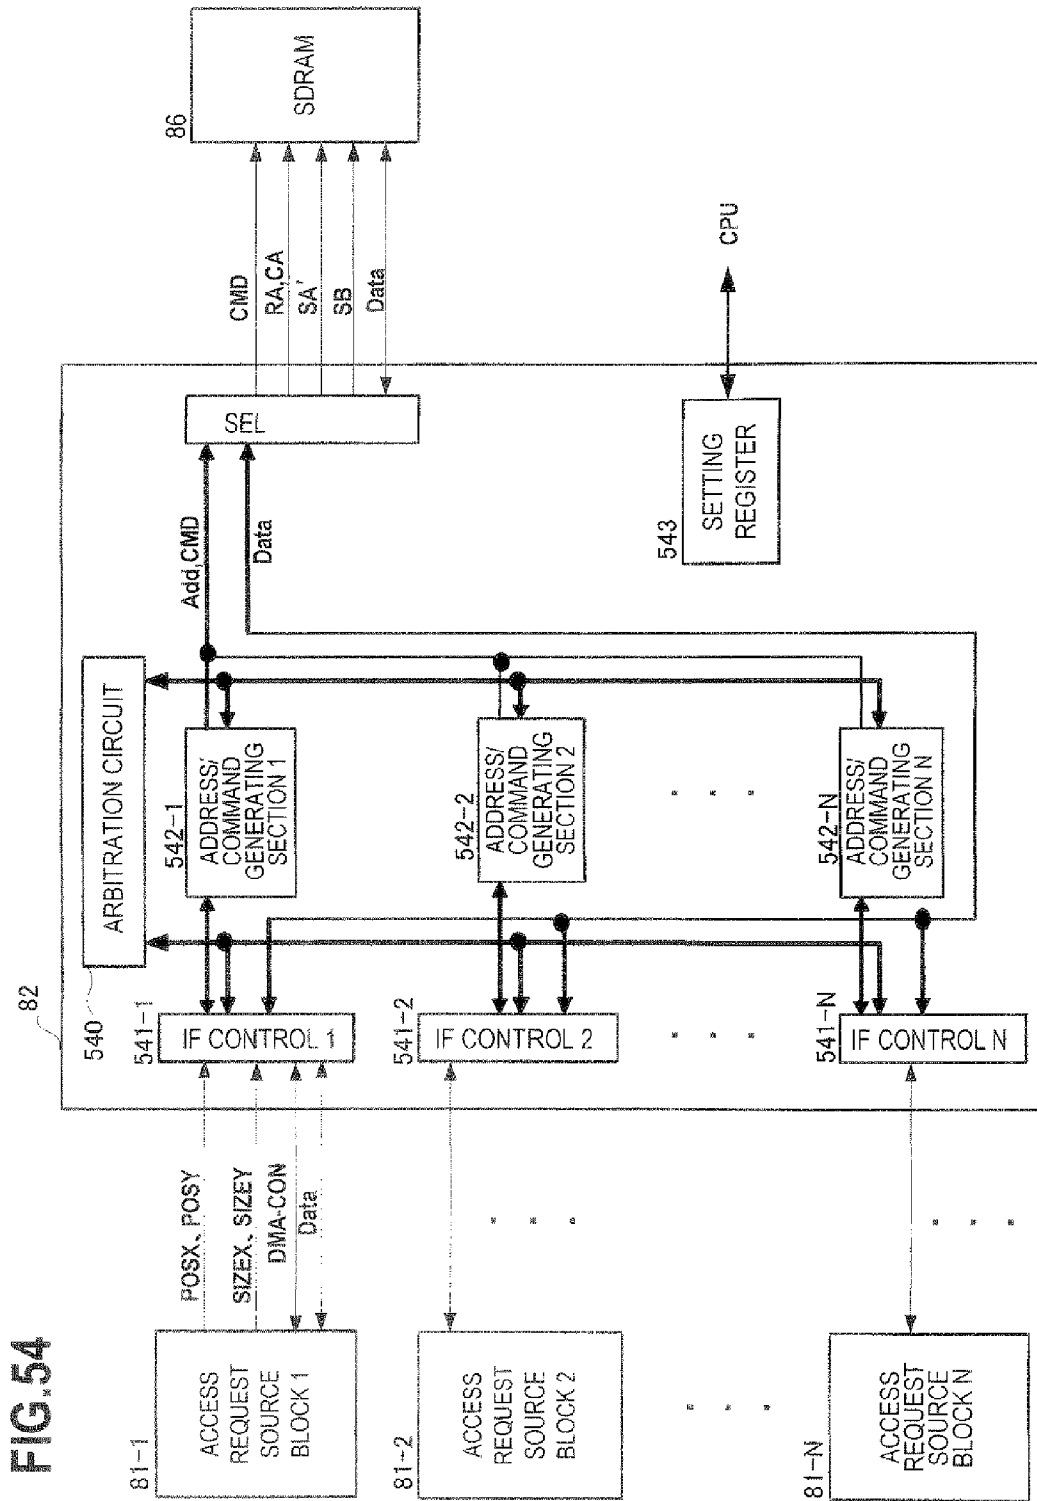 FIG.54
81-1
ACCESS
REQUEST
SOURCE
BLOCK 1
81-2
ACCESS
REQUEST
SOURCE
BLOCK 2
81-N
ACCESS
REQUEST
SOURCE
BLOCK N
POSX、POSY
SIZEX、SIZEY
DMA-CON
Data
82
540
ARBITRATION CIRCUIT
541-1
IF CONTROL 1
541-2
IF CONTROL 2
541-N
IF CONTROL N
542-1
ADDRESS/
COMMAND
GENERATING
SECTION 1
542-2
ADDRESS/
COMMAND
GENERATING
SECTION 2
542-N
ADDRESS/
COMMAND
GENERATING
SECTION N
Add,CMD
Data
SEL
543
SETTING
REGISTER
CPU
CMD
RA,CA
SA'
SB
Data
86
SDRAM